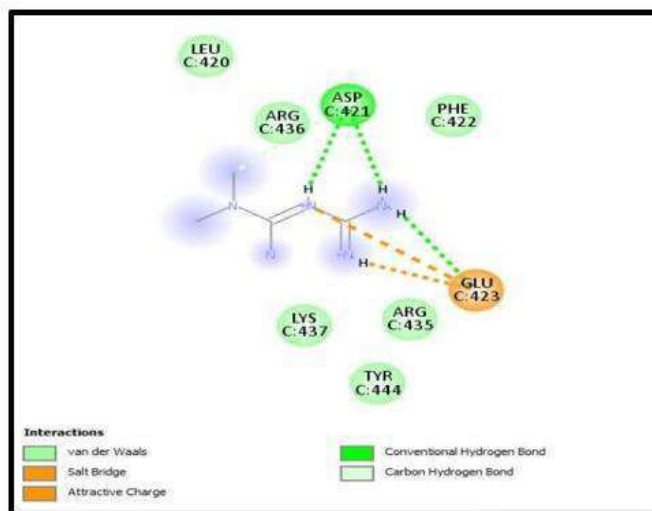 LEU
C:420
ASP
C:421
ARG
C:436
PHE
C:422
H
H
N
N
N
H
N
N
H
GLU
C:423
LYS
C:437
ARG
C:435
TYR
C:444
Interactions
van der Waals
Salt Bridge
Attractive Charge
Conventional Hydrogen Bond
Carbon Hydrogen Bond